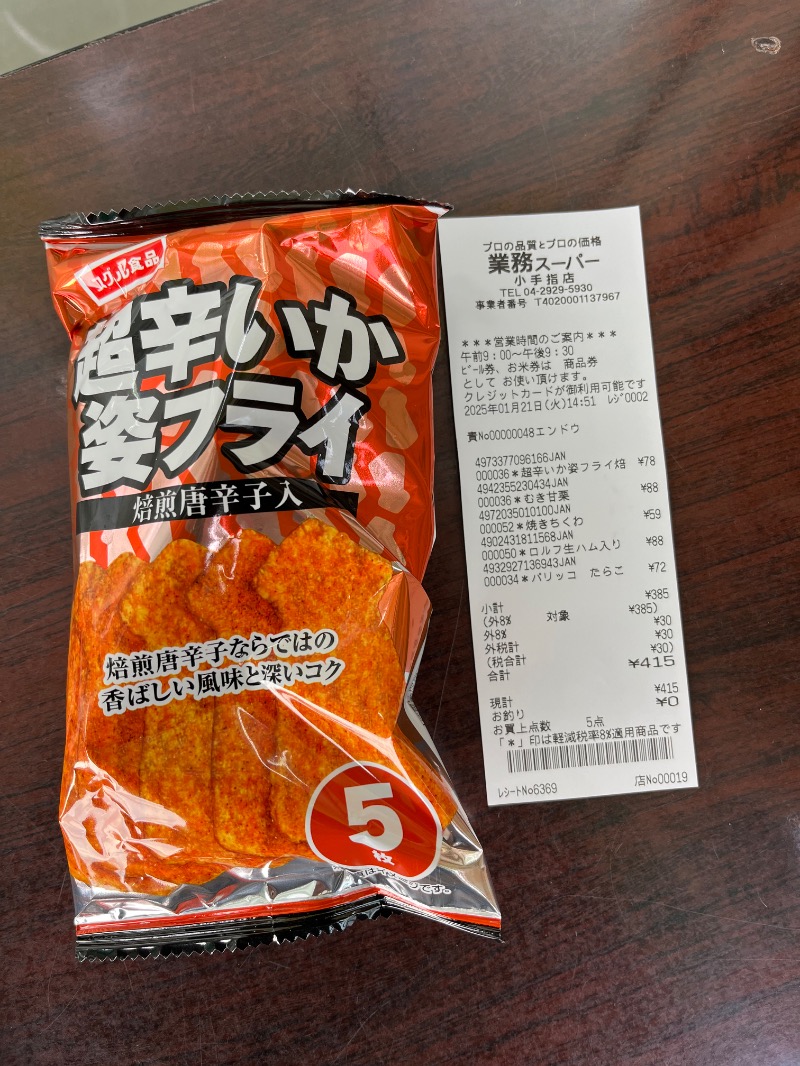 スグル食品
超辛いか
姿フライ
焙煎唐辛子入
焙煎唐辛子ならではの
香ばしい風味と深いコク
5
枚
です。
プロの品質とプロの価格
業務スーパー
小手指店
TEL 04-2929-5930
事業者番号 T4020001137967
＊＊＊営業時間のご案内＊＊＊
午前9：00～午後9：30
ﾋﾞｰﾙ券、お米券は 商品券
として お使い頂けます。
クレジットカードが御利用可能です
2025年01月21日(火)14:51 ﾚｼﾞ0002
責No00000048エンドウ
4973377096166JAN
000036＊超辛いか姿フライ焙 ¥78
4942355230434JAN
000036＊むき甘栗 ¥88
4972035010100JAN
000052＊焼きちくわ ¥59
4902431811568JAN
000050＊ロルフ生ハム入り ¥88
4932927136943JAN
000034＊パリッコ たらこ ¥72
小計 ¥385
(外8% 対象 ¥385)
外8% ¥30
外税計 ¥30
(税合計 ¥30)
合計 ¥415
現計 ¥415
お釣り ¥0
お買上点数 5点
「＊」印は軽減税率8%適用商品です
ﾚｼｰﾄNo6369 店No00019